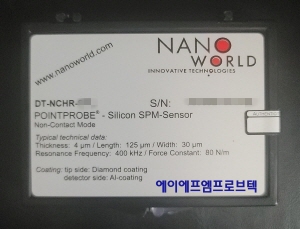 www.nanoworld.com
NANO
WORLD
INNOVATIVE TECHNOLOGIES
DT-NCHR-
S/N:
POINTPROBE® - Silicon SPM-Sensor
Non-Contact Mode
Typical technical data:
Thickness: 4 µm / Length: 125 µm / Width: 30 µm
Resonance Frequency: 400 kHz / Force Constant: 80 N/m
Coating: tip side: Diamond coating
detector side: Al-coating
에이에프엠프로브텍